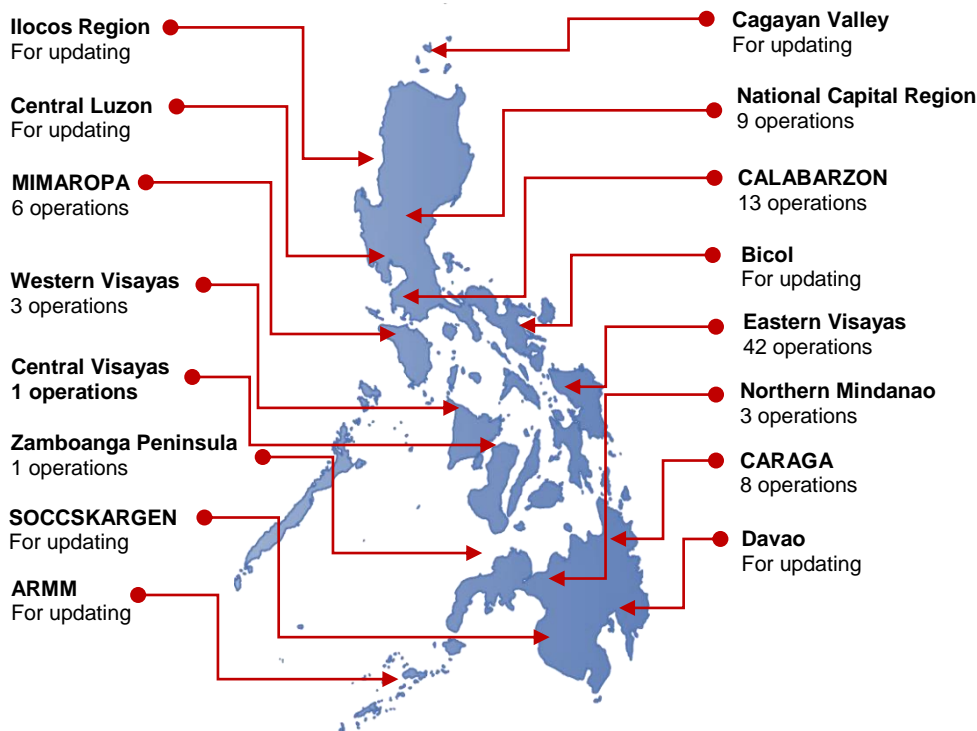 Ilocos Region
For updating
Central Luzon
For updating
MIMAROPA
6 operations
Western Visayas
3 operations
Central Visayas
1 operations
Zamboanga Peninsula
1 operations
SOCCSKARGEN
For updating
ARMM
For updating
Cagayan Valley
For updating
National Capital Region
9 operations
CALABARZON
13 operations
Bicol
For updating
Eastern Visayas
42 operations
Northern Mindanao
3 operations
CARAGA
8 operations
Davao
For updating